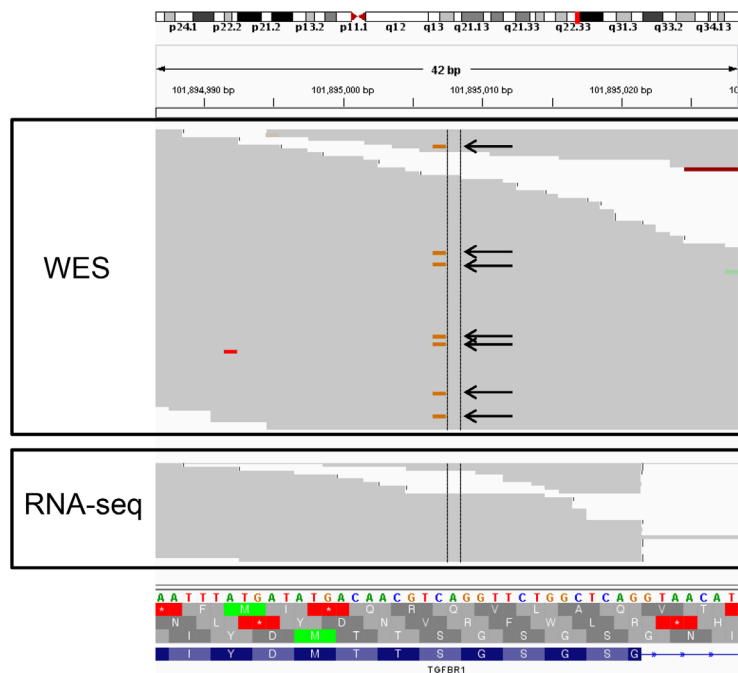 p24.1 p22.2 p21.2 p13.2 p11.1 q12 q13 q21.13 q21.33 q22.33 q31.3 q33.2 q34.13
42 bp
101,894,990 bp 101,895,000 bp 101,895,010 bp 101,895,020 bp 10
WES
RNA-seq
A A T T T A T G A T A T G A C A A C G T C A G G T T C T G G C T C A G G T A A C A T
* F M I * Q R Q V L A Q V T
N L * Y D N V R F W L R * H
I Y D M T T S G S G S G N I
I Y D M T T S G S G S G
TGFBR1